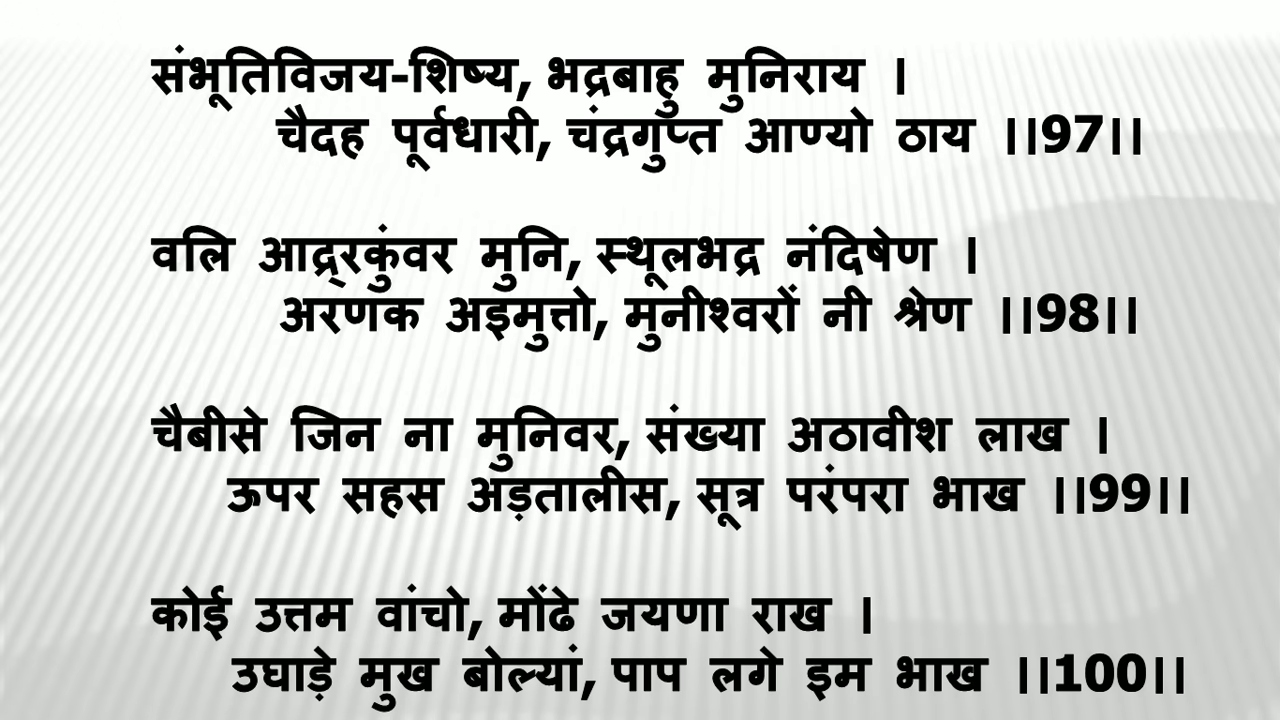 संभूतिविजय-शिष्य, भद्रबाहु मुनिराय ।
चैदह पूर्वधारी, चंद्रगुप्त आण्यो ठाय ।।97।।
वलि आद्र्रकुंवर मुनि, स्थूलभद्र नंदिषेण ।
अरणक अइमुत्तो, मुनीश्वरों नी श्रेण ।।98।।
चैबीसे जिन ना मुनिवर, संख्या अठावीश लाख ।
ऊपर सहस अड़तालीस, सूत्र परंपरा भाख ।।99।।
कोई उत्तम वांचो, मोंढे जयणा राख ।
उघाड़े मुख बोल्यां, पाप लगे इम भाख ।।100।।